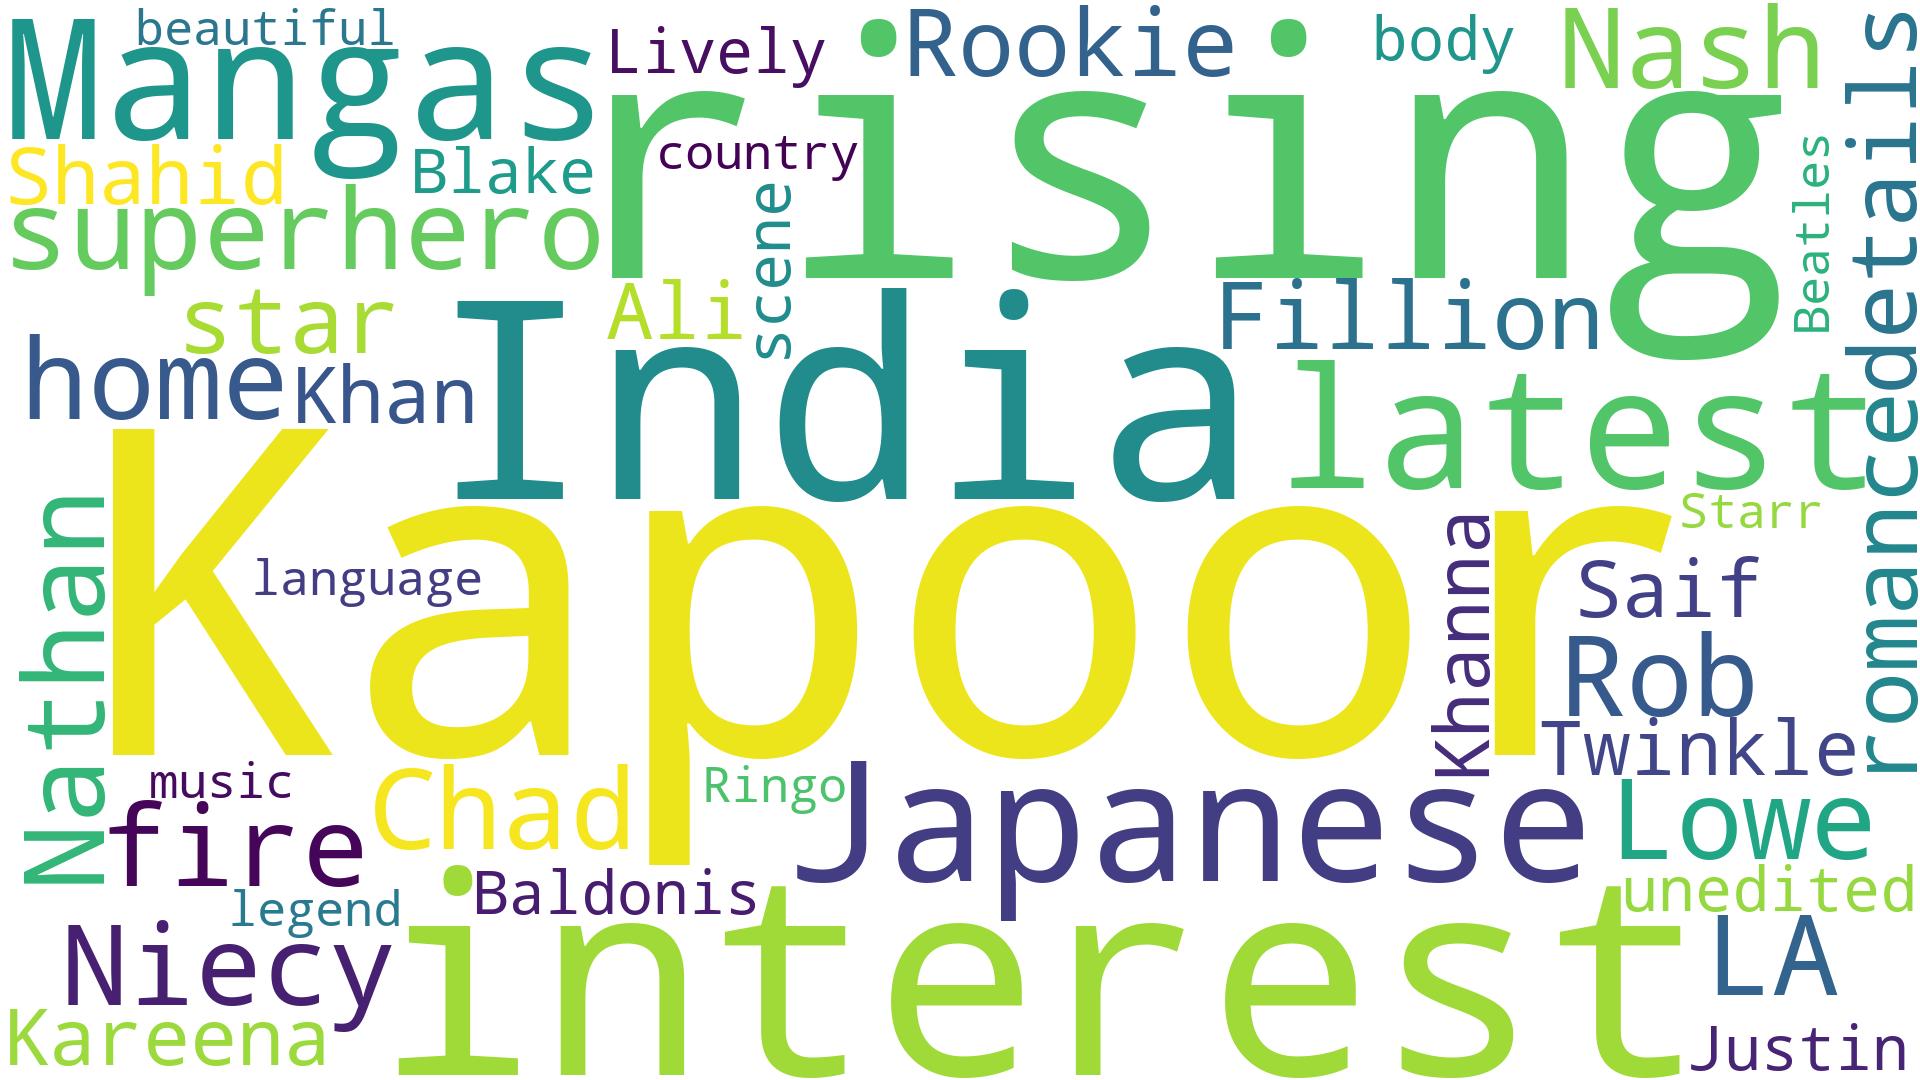 beautiful
Mangas
Lively
Rookie
body
Nash
details
rising
country
Shahid
Blake
superhero
scene
Beatles
star
Ali
India
Fillion
home
Khan
latest
romance
Kapoor
language
Nathan
Khanna
Starr
Saif
Rob
Twinkle
music
fire
Chad
Ringo
Japanese
Lowe
legend
Baldonis
unedited
Niecy
interest
LA
Kareena
Justin